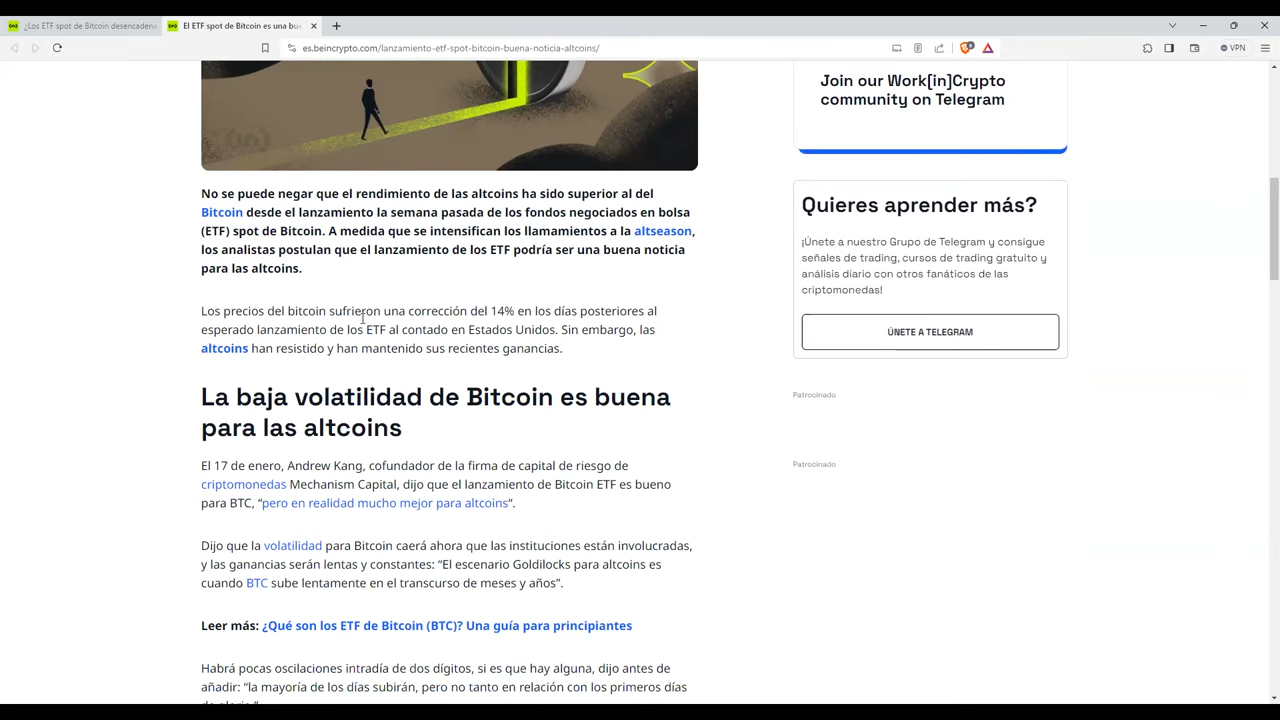 ¿Los ETF spot de Bitcoin desencadena
El ETF spot de Bitcoin es una bue
es.beincrypto.com/lanzamiento-etf-spot-bitcoin-buena-noticia-altcoins/
VPN
(in)
No se puede negar que el rendimiento de las altcoins ha sido superior al del
Bitcoin desde el lanzamiento la semana pasada de los fondos negociados en bolsa
(ETF) spot de Bitcoin. A medida que se intensifican los llamamientos a la altseason,
los analistas postulan que el lanzamiento de los ETF podría ser una buena noticia
para las altcoins.
Los precios del bitcoin sufrieron una corrección del 14% en los días posteriores al
esperado lanzamiento de los ETF al contado en Estados Unidos. Sin embargo, las
altcoins han resistido y han mantenido sus recientes ganancias.
La baja volatilidad de Bitcoin es buena
para las altcoins
El 17 de enero, Andrew Kang, cofundador de la firma de capital de riesgo de
criptomonedas Mechanism Capital, dijo que el lanzamiento de Bitcoin ETF es bueno
para BTC, “pero en realidad mucho mejor para altcoins“.
Dijo que la volatilidad para Bitcoin caerá ahora que las instituciones están involucradas,
y las ganancias serán lentas y constantes: “El escenario Goldilocks para altcoins es
cuando BTC sube lentamente en el transcurso de meses y años”.
Leer más: ¿Qué son los ETF de Bitcoin (BTC)? Una guía para principiantes
Habrá pocas oscilaciones intradía de dos dígitos, si es que hay alguna, dijo antes de
añadir: “la mayoría de los días subirán, pero no tanto en relación con los primeros días
Join our Work[in]Crypto
community on Telegram
Quieres aprender más?
¡Únete a nuestro Grupo de Telegram y consigue
señales de trading, cursos de trading gratuito y
análisis diario con otros fanáticos de las
criptomonedas!
ÚNETE A TELEGRAM
Patrocinado
Patrocinado